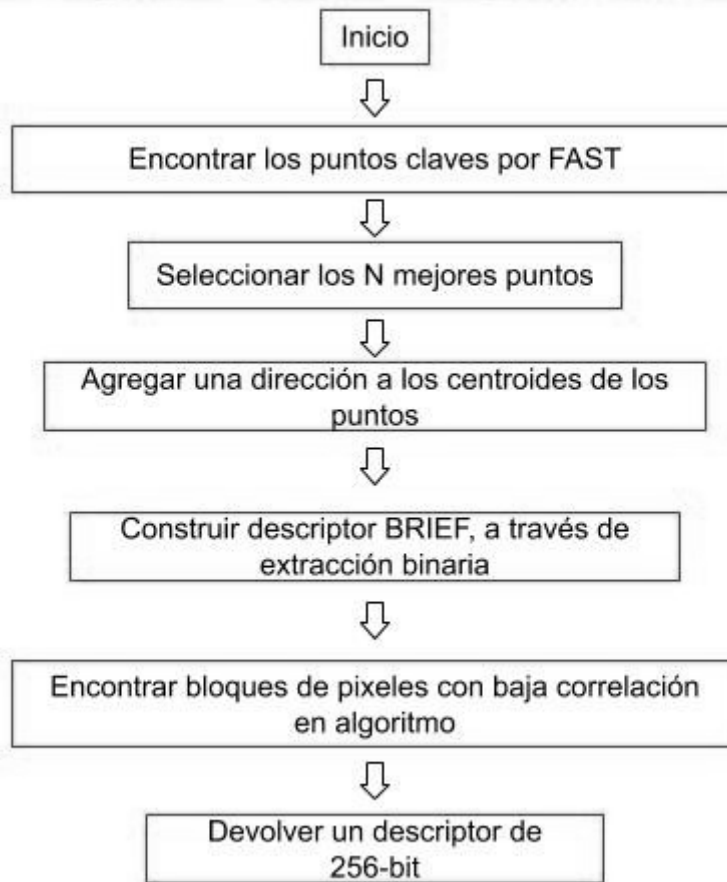 Inicio
Encontrar los puntos claves por FAST
Seleccionar los N mejores puntos
Agregar una dirección a los centroides de los
puntos
Construir descriptor BRIEF, a través de
extracción binaria
Encontrar bloques de pixeles con baja correlación
en algoritmo
Devolver un descriptor de
256-bit